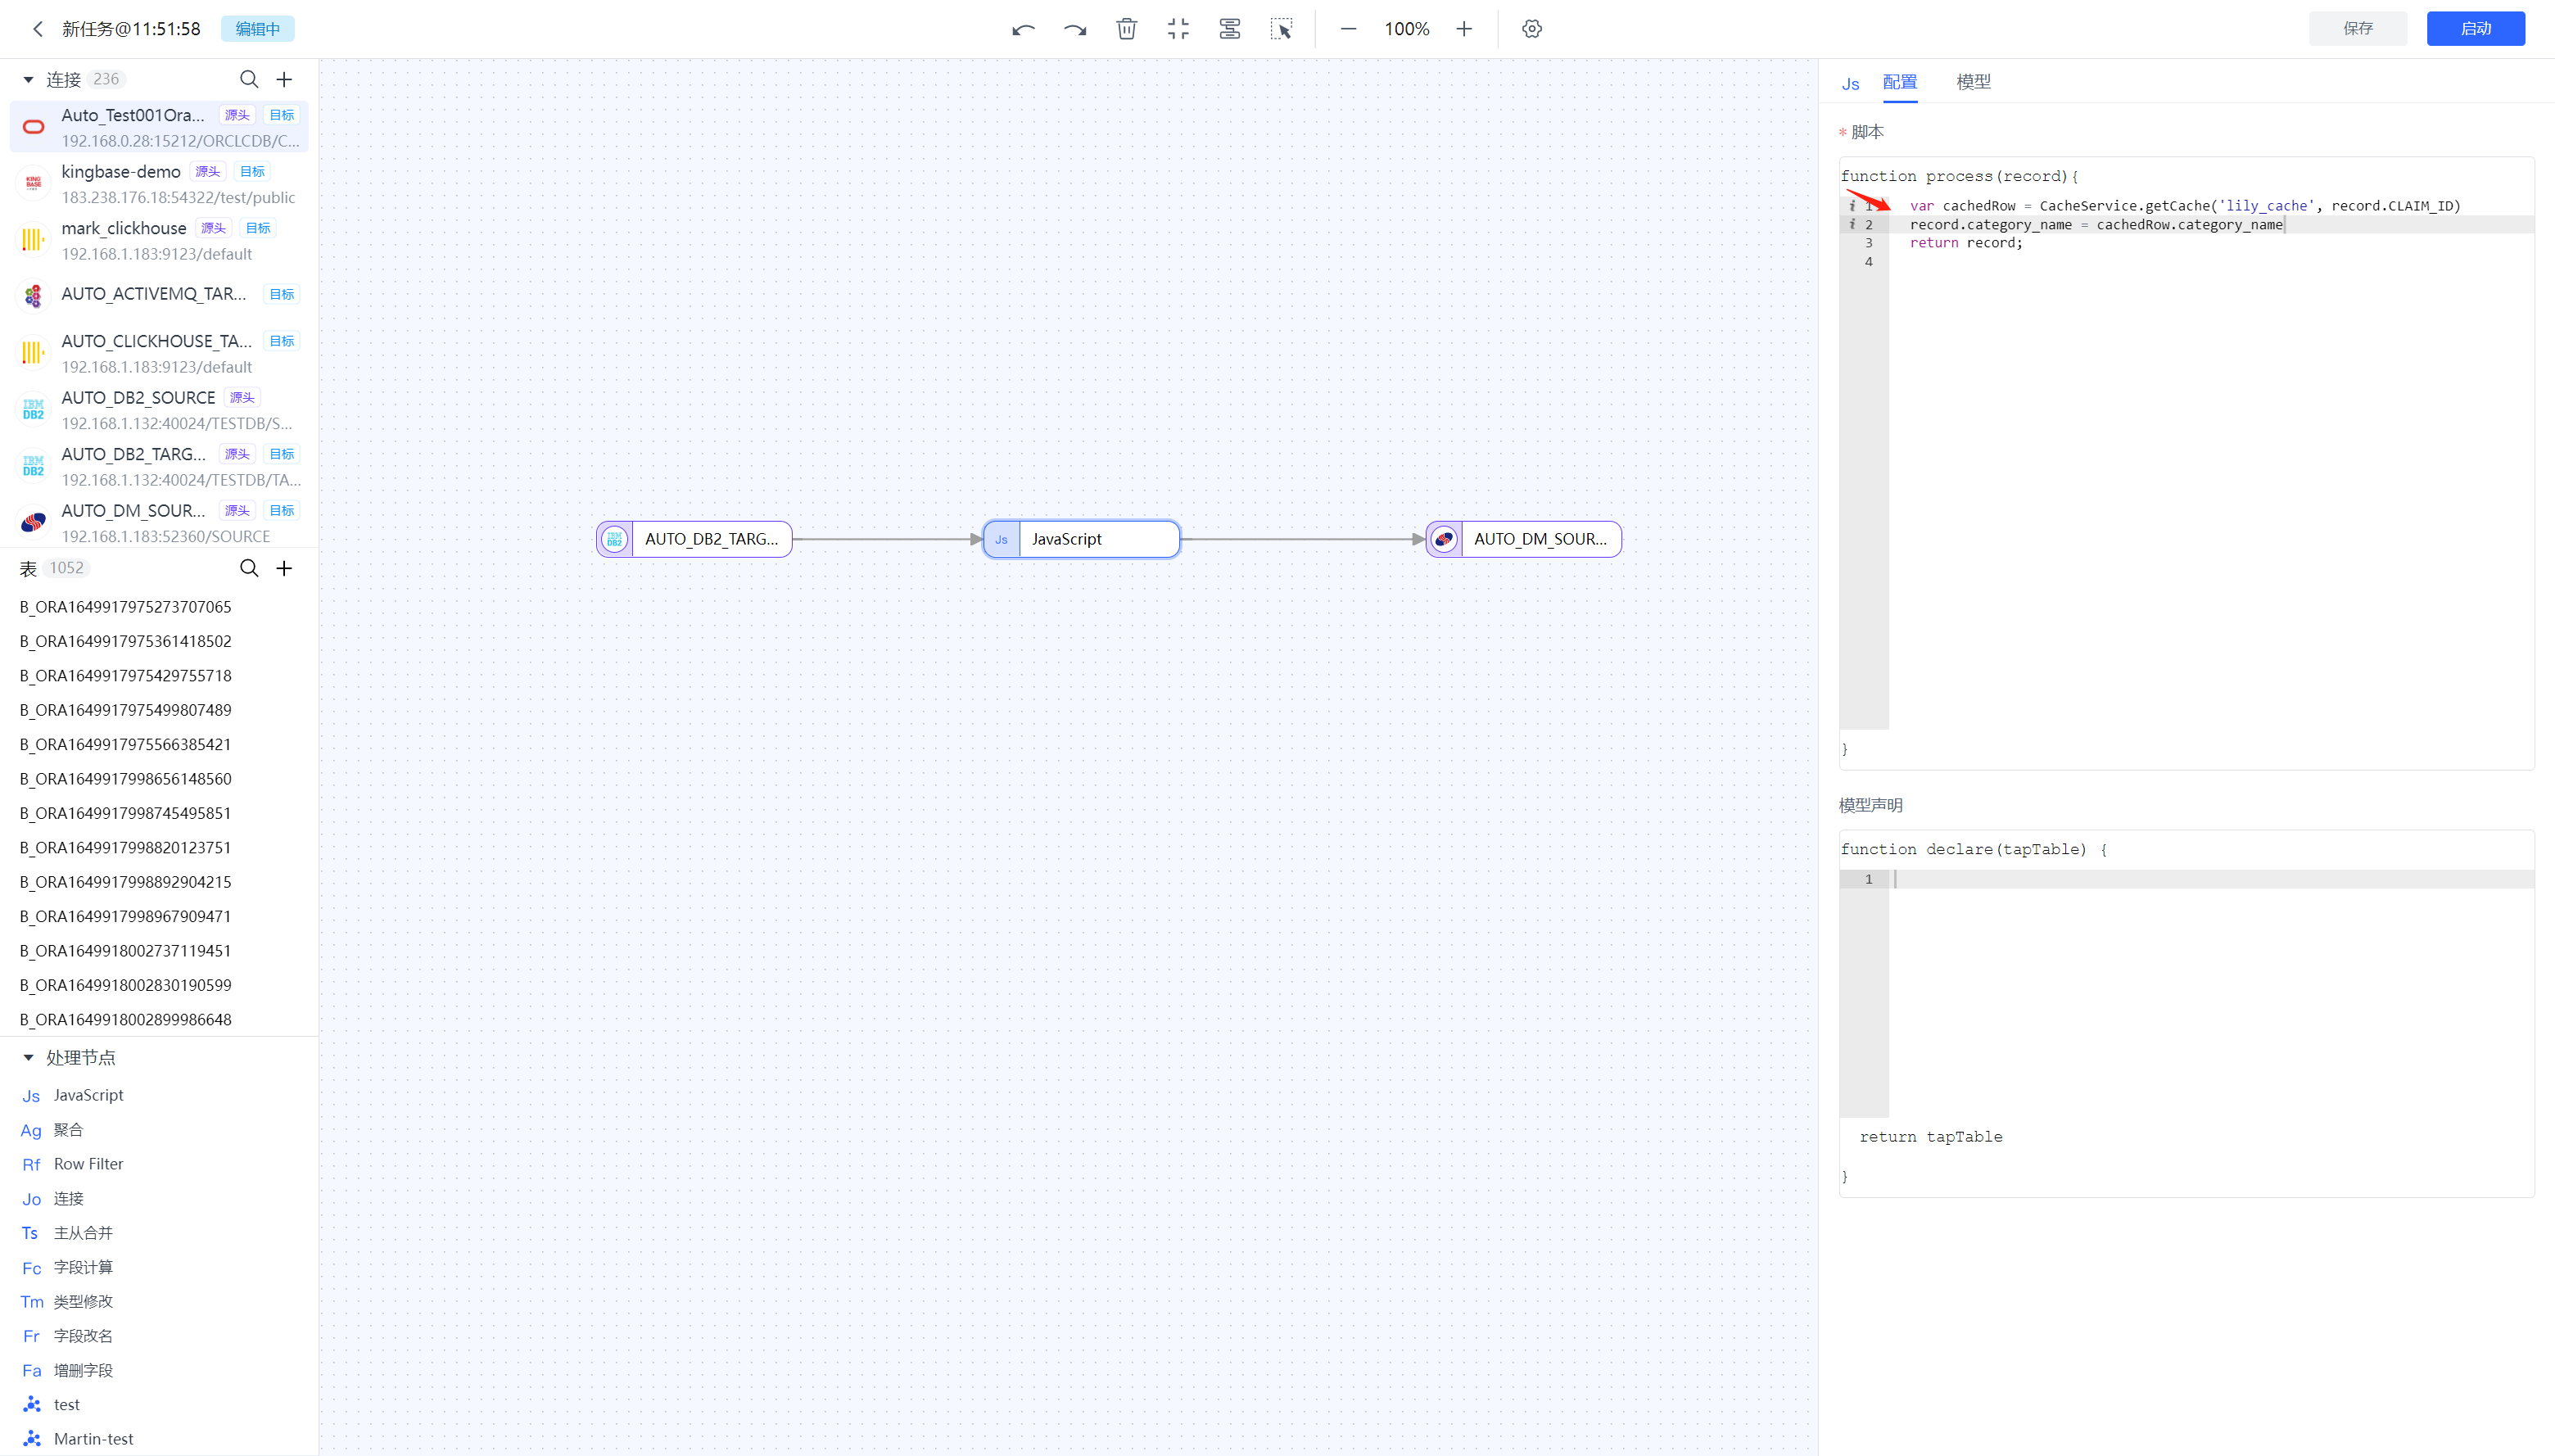 新任务@11:51:58 编辑中 100% 保存 启动
连接 236
Auto_Test001Ora... 源头 目标
192.168.0.28:15212/ORCLCDB/C...
KING BASE kingbase-demo 源头 目标
183.238.176.18:54322/test/public
mark_clickhouse 源头 目标
192.168.1.183:9123/default
AUTO_ACTIVEMQ_TAR... 目标
AUTO_CLICKHOUSE_TA... 目标
192.168.1.183:9123/default
IBM DB2 AUTO_DB2_SOURCE 源头
192.168.1.132:40024/TESTDB/S...
IBM DB2 AUTO_DB2_TARG... 源头 目标
192.168.1.132:40024/TESTDB/TA...
AUTO_DM_SOUR... 源头 目标
192.168.1.183:52360/SOURCE
表 1052
B_ORA1649917975273707065
B_ORA1649917975361418502
B_ORA1649917975429755718
B_ORA1649917975499807489
B_ORA1649917975566385421
B_ORA1649917998656148560
B_ORA1649917998745495851
B_ORA1649917998820123751
B_ORA1649917998892904215
B_ORA1649917998967909471
B_ORA1649918002737119451
B_ORA1649918002830190599
B_ORA1649918002899986648
处理节点
Js JavaScript
Ag 聚合
Rf Row Filter
Jo 连接
Ts 主从合并
Fc 字段计算
Tm 类型修改
Fr 字段改名
Fa 增删字段
test
Martin-test
IBM DB2 AUTO_DB2_TARG...
Js JavaScript
AUTO_DM_SOUR...
Js 配置 模型
* 脚本
function process(record){
i 1 var cachedRow = CacheService.getCache('lily_cache', record.CLAIM_ID)
i 2 record.category_name = cachedRow.category_name
3 return record;
4
}
模型声明
function declare(tapTable) {
1
return tapTable
}